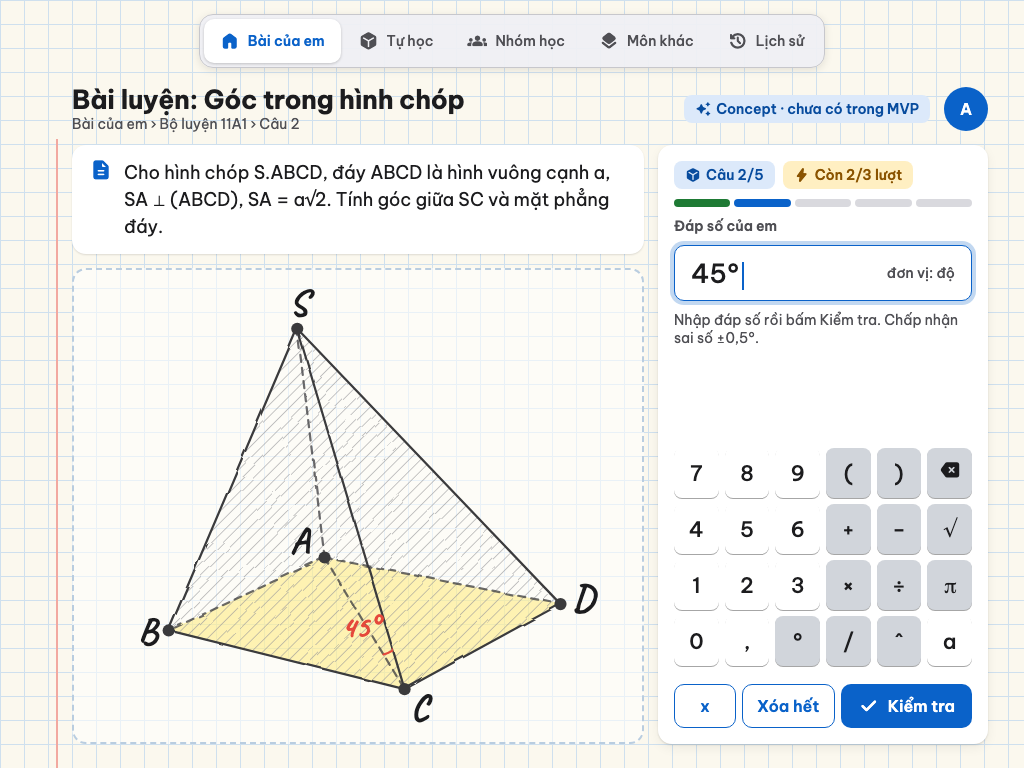 Bài của em
Tự học
Nhóm học
Môn khác
Lịch sử
Bài luyện: Góc trong hình chóp
Bài của em › Bộ luyện 11A1 › Câu 2
Concept · chưa có trong MVP
A
Cho hình chóp S.ABCD, đáy ABCD là hình vuông cạnh a,
SA ⊥ (ABCD), SA = a√2. Tính góc giữa SC và mặt phẳng
đáy.
S
A
B
D
C
45°
Câu 2/5
Còn 2/3 lượt
Đáp số của em
45°
đơn vị: độ
Nhập đáp số rồi bấm Kiểm tra. Chấp nhận
sai số ±0,5°.
7 8 9 ( )
4 5 6 + − √
1 2 3 × ÷ π
0 , ° / ^ a
x
Xóa hết
Kiểm tra